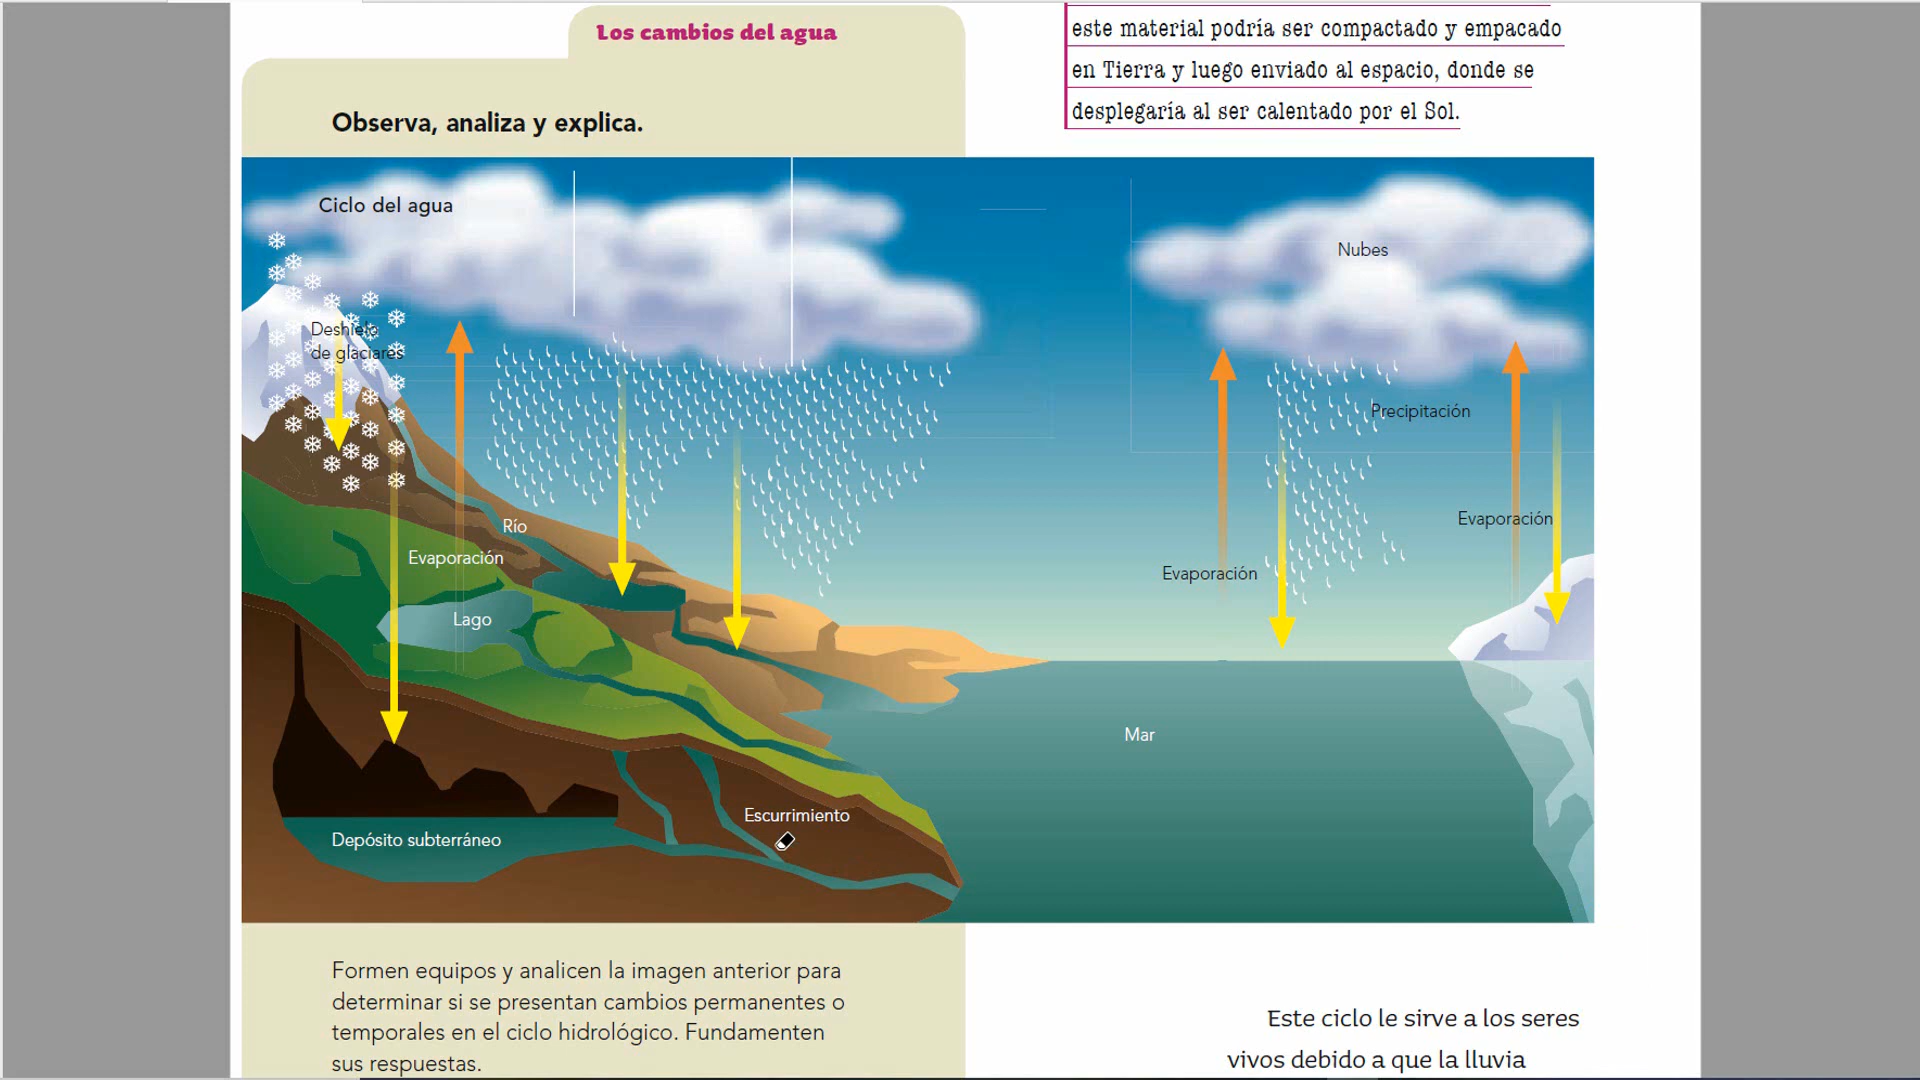 Los cambios del agua
Observa, analiza y explica.
este material podría ser compactado y empacado
en Tierra y luego enviado al espacio, donde se
desplegaría al ser calentado por el Sol.
Ciclo del agua
Nubes
Deshielo
de glaciares
Precipitación
Río
Evaporación
Evaporación
Evaporación
Lago
Mar
Escurrimiento
Depósito subterráneo
Formen equipos y analicen la imagen anterior para
determinar si se presentan cambios permanentes o
temporales en el ciclo hidrológico. Fundamenten
sus respuestas.
Este ciclo le sirve a los seres
vivos debido a que la lluvia